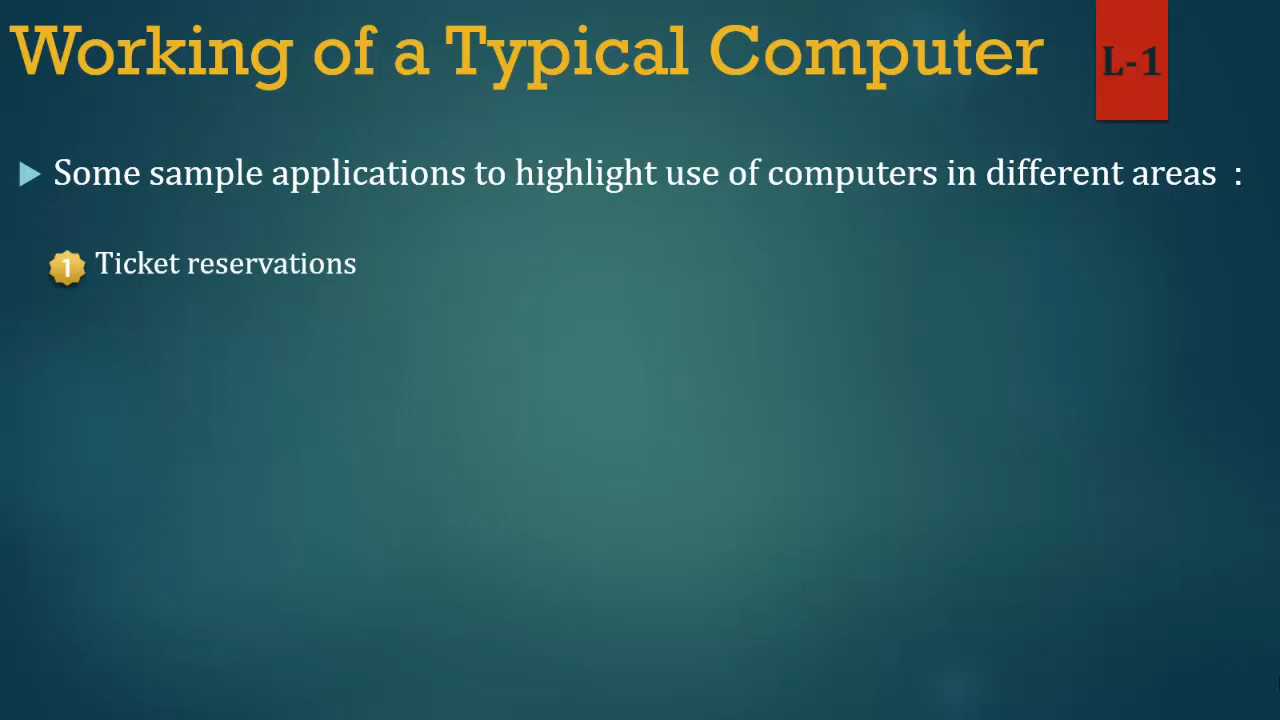 Working of a Typical Computer
L-1
Some sample applications to highlight use of computers in different areas :
1 Ticket reservations